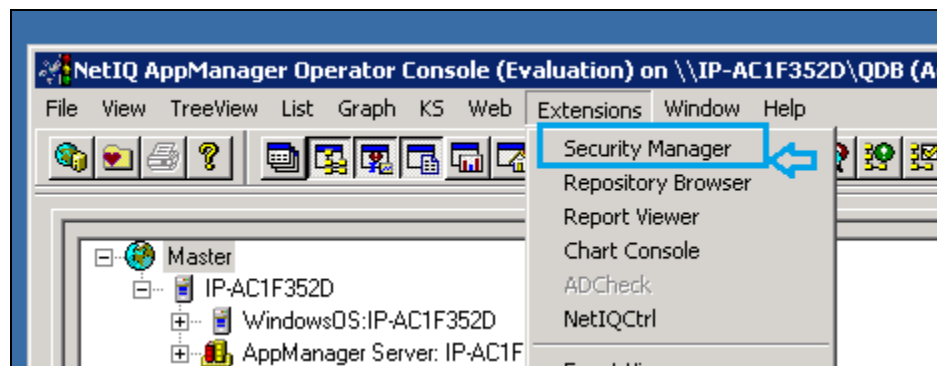 NetIQ AppManager Operator Console (Evaluation) on \\IP-AC1F352D\QDB (A
File View TreeView List Graph KS Web Extensions Window Help
Security Manager
Repository Browser
Report Viewer
Chart Console
ADCheck
NetIQCtrl
Master
IP-AC1F352D
WindowsOS:IP-AC1F352D
AppManager Server: IP-AC1F